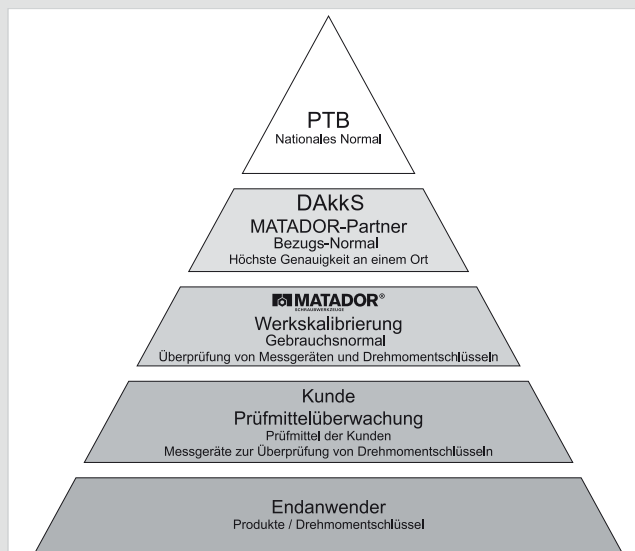 PTB
Nationales Normal
DAkkS
MATADOR-Partner
Bezugs-Normal
Höchste Genauigkeit an einem Ort
MATADOR®
SCHRAUBWERKZEUGE
Werkskalibrierung
Gebrauchsnormal
Überprüfung von Messgeräten und Drehmomentschlüsseln
Kunde
Prüfmittelüberwachung
Prüfmittel der Kunden
Messgeräte zur Überprüfung von Drehmomentschlüsseln
Endanwender
Produkte / Drehmomentschlüssel